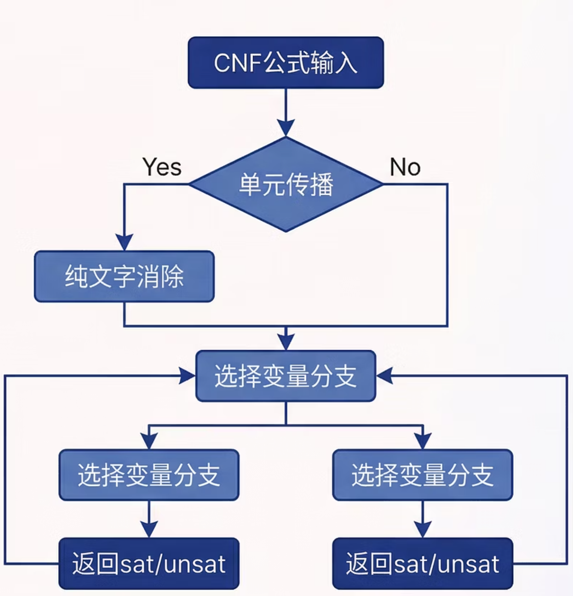 CNF公式输入
Yes
No
单元传播
纯文字消除
选择变量分支
选择变量分支
选择变量分支
返回sat/unsat
返回sat/unsat